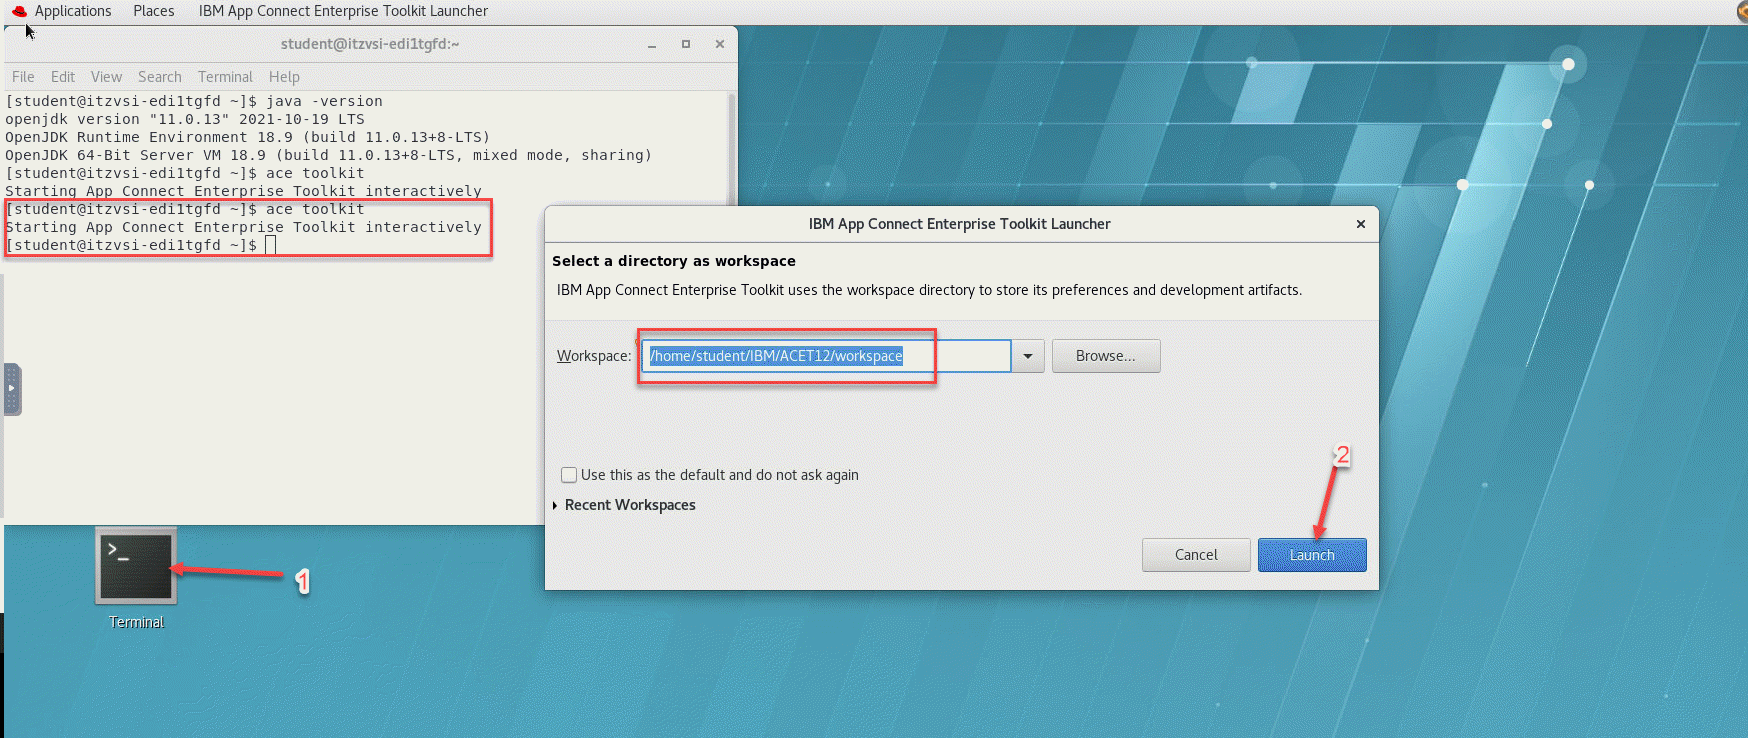 Applications Places IBM App Connect Enterprise Toolkit Launcher
student@itzvsi-edi1tgfd:~
File Edit View Search Terminal Help
[student@itzvsi-edi1tgfd ~]$ java -version
openjdk version "11.0.13" 2021-10-19 LTS
OpenJDK Runtime Environment 18.9 (build 11.0.13+8-LTS)
OpenJDK 64-Bit Server VM 18.9 (build 11.0.13+8-LTS, mixed mode, sharing)
[student@itzvsi-edi1tgfd ~]$ ace toolkit
Starting App Connect Enterprise Toolkit interactively
[student@itzvsi-edi1tgfd ~]$ ace toolkit
Starting App Connect Enterprise Toolkit interactively
[student@itzvsi-edi1tgfd ~]$
IBM App Connect Enterprise Toolkit Launcher
Select a directory as workspace
IBM App Connect Enterprise Toolkit uses the workspace directory to store its preferences and development artifacts.
Workspace: /home/student/IBM/ACET12/workspace Browse...
Use this as the default and do not ask again
Recent Workspaces
2
Cancel Launch
>_
1
Terminal